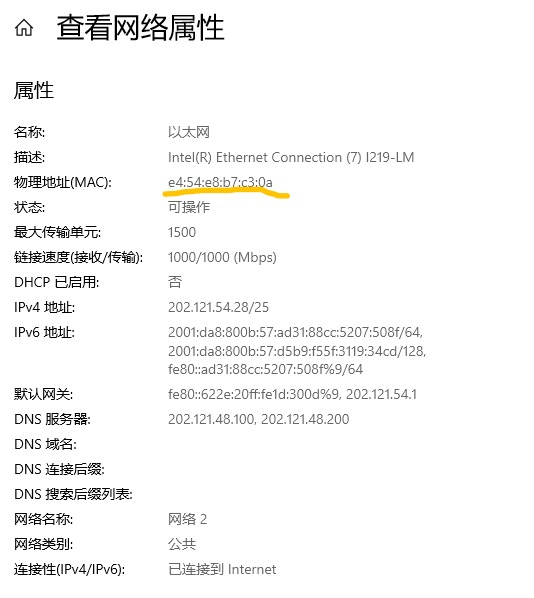 查看网络属性
属性
名称: 以太网
描述: Intel(R) Ethernet Connection (7) I219-LM
物理地址(MAC): e4:54:e8:b7:c3:0a
状态: 可操作
最大传输单元: 1500
链接速度(接收/传输): 1000/1000 (Mbps)
DHCP 已启用: 否
IPv4 地址: 202.121.54.28/25
IPv6 地址: 2001:da8:800b:57:ad31:88cc:5207:508f/64,
2001:da8:800b:57:d5b9:f55f:3119:34cd/128,
fe80::ad31:88cc:5207:508f%9/64
默认网关: fe80::622e:20ff:fe1d:300d%9, 202.121.54.1
DNS 服务器: 202.121.48.100, 202.121.48.200
DNS 域名:
DNS 连接后缀:
DNS 搜索后缀列表:
网络名称: 网络 2
网络类别: 公共
连接性(IPv4/IPv6): 已连接到 Internet